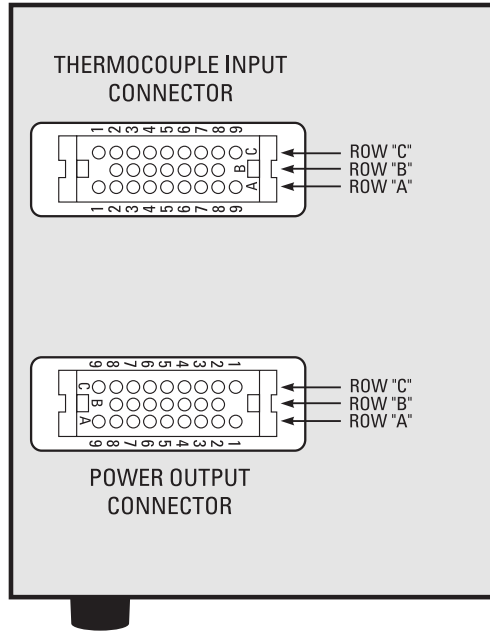 THERMOCOUPLE INPUT
CONNECTOR
1 2 3 4 5 6 7 8 9
C
B
A
1 2 3 4 5 6 7 8 9
ROW "C"
ROW "B"
ROW "A"
9 8 7 6 5 4 3 2 1
C
B
A
9 8 7 6 5 4 3 2 1
ROW "C"
ROW "B"
ROW "A"
POWER OUTPUT
CONNECTOR